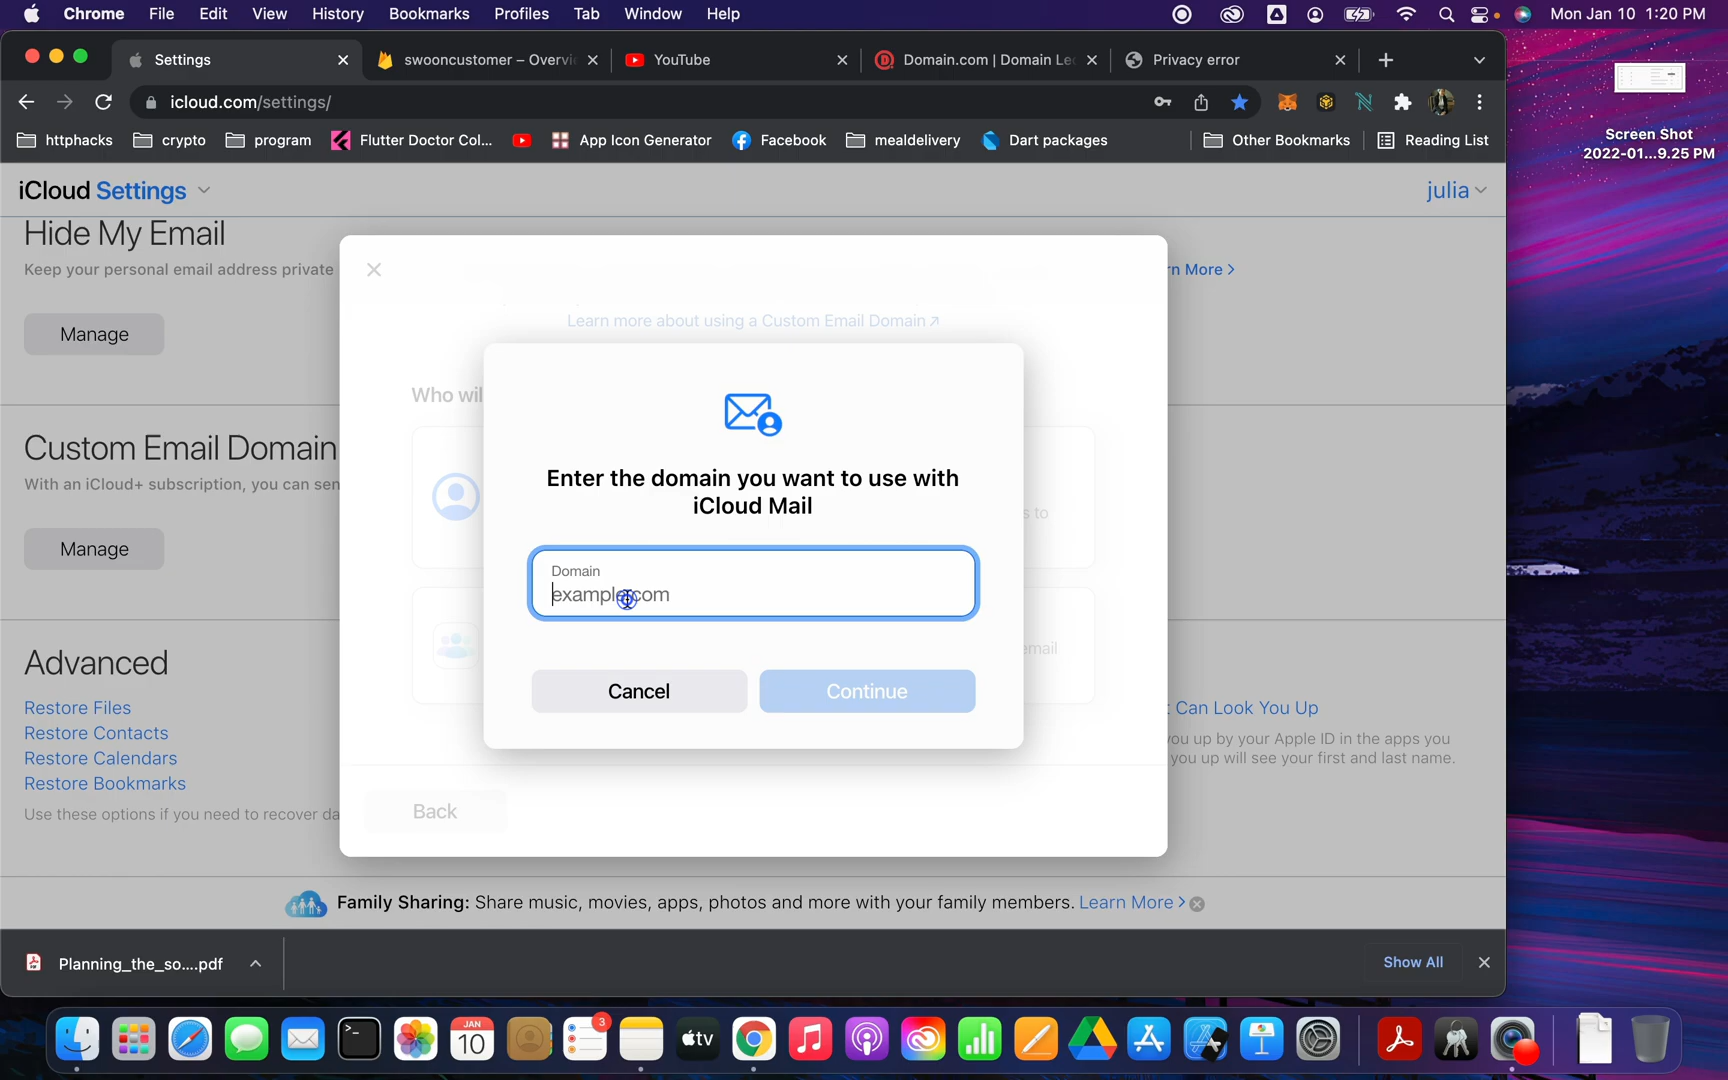 Chrome File Edit View History Bookmarks Profiles Tab Window Help Mon Jan 10 1:20 PM
Settings swooncustomer – Overvi YouTube Domain.com | Domain Le Privacy error
icloud.com/settings/
httphacks crypto program Flutter Doctor Col... App Icon Generator Facebook mealdelivery Dart packages Other Bookmarks Reading List
Screen Shot
2022-01...9.25 PM
iCloud Settings julia
Hide My Email
Keep your personal email address private
n More >
Manage
Learn more about using a Custom Email Domain ↗
Who wil
Custom Email Domain
With an iCloud+ subscription, you can sen
Manage
s to
email
Enter the domain you want to use with
iCloud Mail
Domain
example.com
Cancel Continue
Back
Advanced
Restore Files
Restore Contacts
Restore Calendars
Restore Bookmarks
Use these options if you need to recover da
t Can Look You Up
you up by your Apple ID in the apps you
you up will see your first and last name.
Family Sharing: Share music, movies, apps, photos and more with your family members. Learn More >
Planning_the_so....pdf
Show All
JAN
10
3
tv